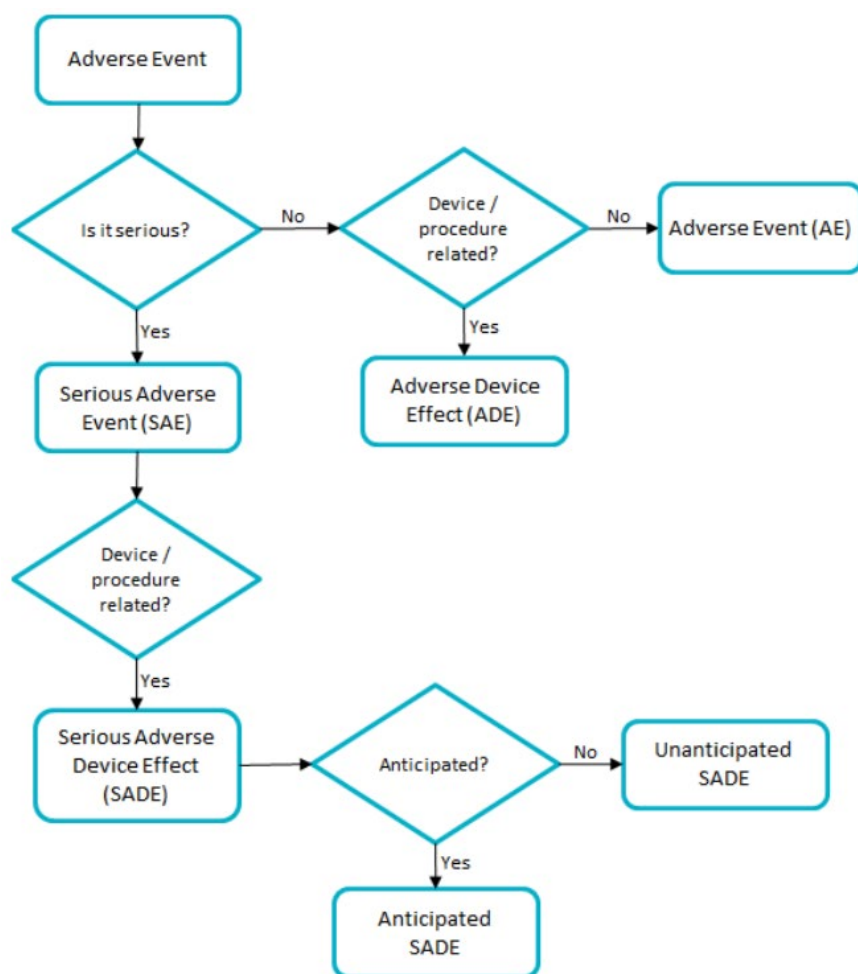 Adverse Event
Is it serious?
No
Device /
procedure
related?
No
Adverse Event (AE)
Yes
Yes
Serious Adverse
Event (SAE)
Adverse Device
Effect (ADE)
Device /
procedure
related?
Yes
Serious Adverse
Device Effect
(SADE)
Anticipated?
No
Unanticipated
SADE
Yes
Anticipated
SADE